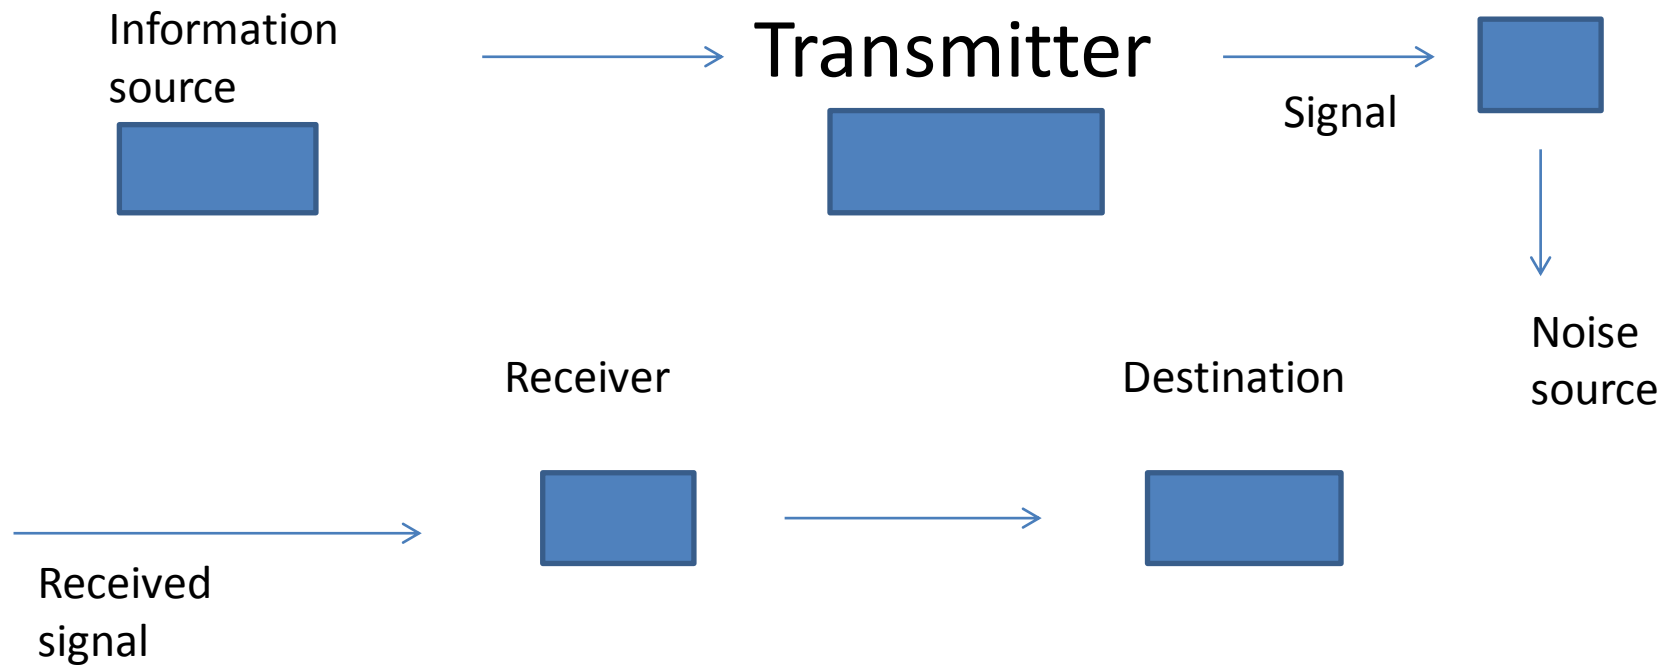 Information
source
Transmitter
Signal
Noise
source
Receiver
Destination
Received
signal